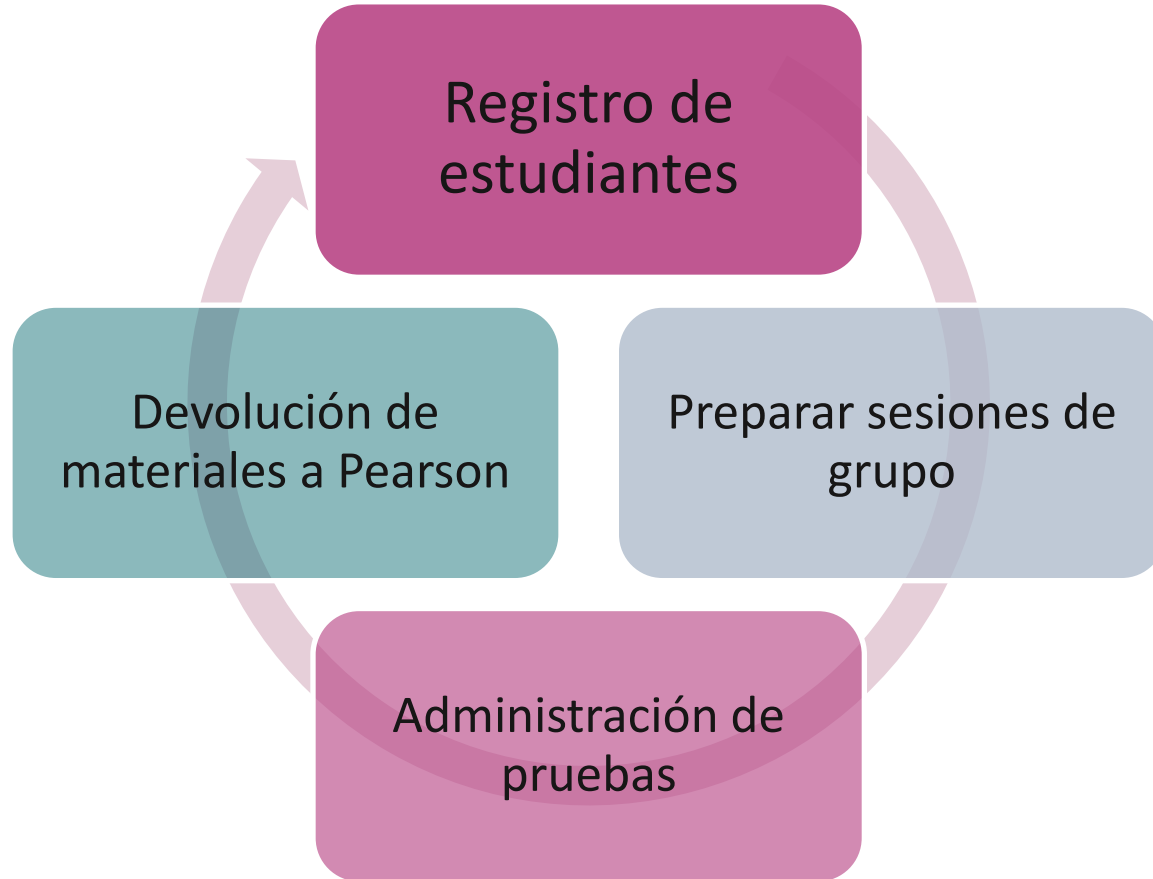 Registro de
estudiantes
Devolución de
materiales a Pearson
Preparar sesiones de
grupo
Administración de
pruebas